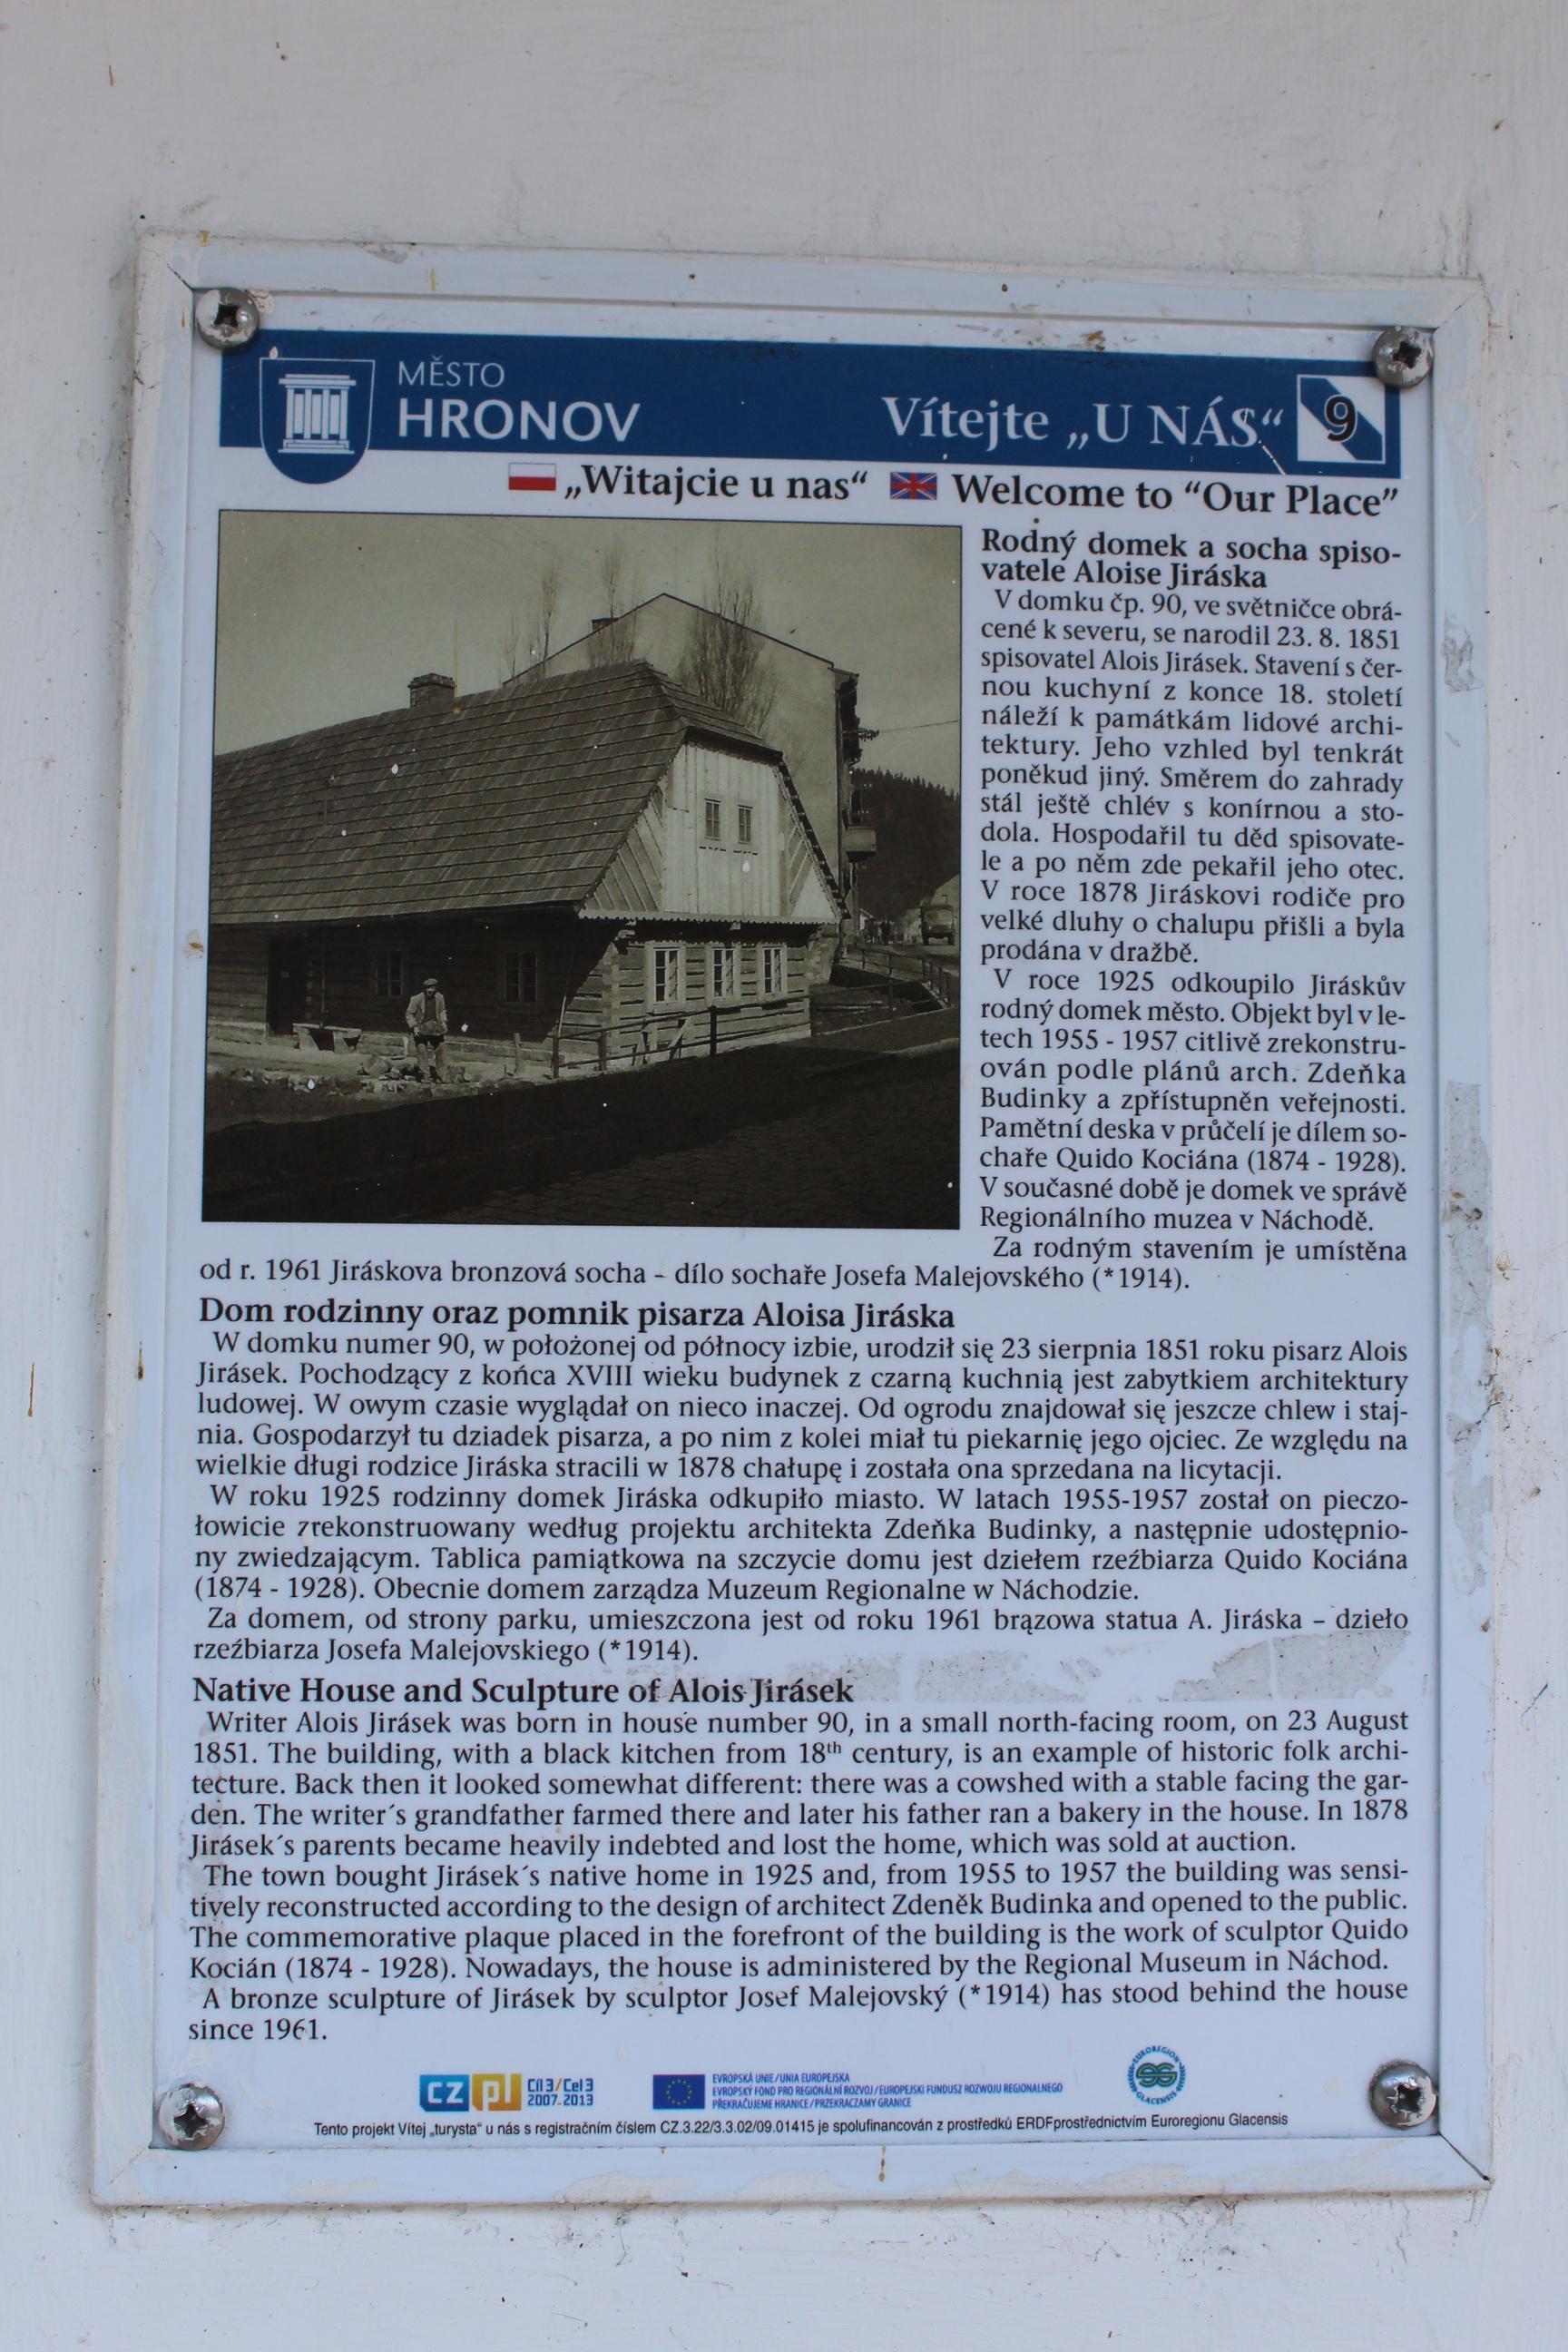 MĚSTO
HRONOV
Vítejte „U NÁS“
9
„Witajcie u nas“ Welcome to “Our Place”
Rodný domek a socha spiso-
vatele Aloise Jiráska
V domku čp. 90, ve světničce obrá-
cené k severu, se narodil 23. 8. 1851
spisovatel Alois Jirásek. Stavení s čer-
nou kuchyní z konce 18. století
náleží k památkám lidové archi-
tektury. Jeho vzhled byl tenkrát
poněkud jiný. Směrem do zahrady
stál ještě chlév s konírnou a sto-
dola. Hospodařil tu děd spisovate-
le a po něm zde pekařil jeho otec.
V roce 1878 Jiráskovi rodiče pro
velké dluhy o chalupu přišli a byla
prodána v dražbě.
V roce 1925 odkoupilo Jiráskův
rodný domek město. Objekt byl v le-
tech 1955 - 1957 citlivě zrekonstru-
ován podle plánů arch. Zdeňka
Budinky a zpřístupněn veřejnosti.
Pamětní deska v průčelí je dílem so-
chaře Quido Kociána (1874 - 1928).
V současné době je domek ve správě
Regionálního muzea v Náchodě.
Za rodným stavením je umístěna
od r. 1961 Jiráskova bronzová socha – dílo sochaře Josefa Malejovského (*1914).
Dom rodzinny oraz pomnik pisarza Aloisa Jiráska
W domku numer 90, w położonej od północy izbie, urodził się 23 sierpnia 1851 roku pisarz Alois
Jirásek. Pochodzący z końca XVIII wieku budynek z czarną kuchnią jest zabytkiem architektury
ludowej. W owym czasie wyglądał on nieco inaczej. Od ogrodu znajdował się jeszcze chlew i staj-
nia. Gospodarzył tu dziadek pisarza, a po nim z kolei miał tu piekarnię jego ojciec. Ze względu na
wielkie długi rodzice Jiráska stracili w 1878 chałupę i została ona sprzedana na licytacji.
W roku 1925 rodzinny domek Jiráska odkupiło miasto. W latach 1955-1957 został on pieczo-
łowicie zrekonstruowany według projektu architekta Zdeňka Budinky, a następnie udostępnio-
ny zwiedzającym. Tablica pamiątkowa na szczycie domu jest dziełem rzeźbiarza Quido Kociána
(1874 - 1928). Obecnie domem zarządza Muzeum Regionalne w Náchodzie.
Za domem, od strony parku, umieszczona jest od roku 1961 brązowa statua A. Jiráska – dzieło
rzeźbiarza Josefa Malejovskiego (*1914).
Native House and Sculpture of Alois Jirásek
Writer Alois Jirásek was born in house number 90, in a small north-facing room, on 23 August
1851. The building, with a black kitchen from 18th century, is an example of historic folk archi-
tecture. Back then it looked somewhat different: there was a cowshed with a stable facing the gar-
den. The writer´s grandfather farmed there and later his father ran a bakery in the house. In 1878
Jirásek´s parents became heavily indebted and lost the home, which was sold at auction.
The town bought Jirásek´s native home in 1925 and, from 1955 to 1957 the building was sensi-
tively reconstructed according to the design of architect Zdeněk Budinka and opened to the public.
The commemorative plaque placed in the forefront of the building is the work of sculptor Quido
Kocián (1874 - 1928). Nowadays, the house is administered by the Regional Museum in Náchod.
A bronze sculpture of Jirásek by sculptor Josef Malejovský (*1914) has stood behind the house
since 1961.
cz pl Cíl 3/Cel 3
2007-2013
EVROPSKÁ UNIE/UNIA EUROPEJSKA
EVROPSKÝ FOND PRO REGIONÁLNÍ ROZVOJ/EUROPEJSKI FUNDUSZ ROZWOJU REGIONALNEGO
PŘEKRAČUJEME HRANICE/PRZEKRACZAMY GRANICE
EUROREGION
GLACENSIS
Tento projekt Vítej „turysta“ u nás s registračním číslem CZ.3.22/3.3.02/09.01415 je spolufinancován z prostředků ERDFprostřednictvím Euroregionu Glacensis